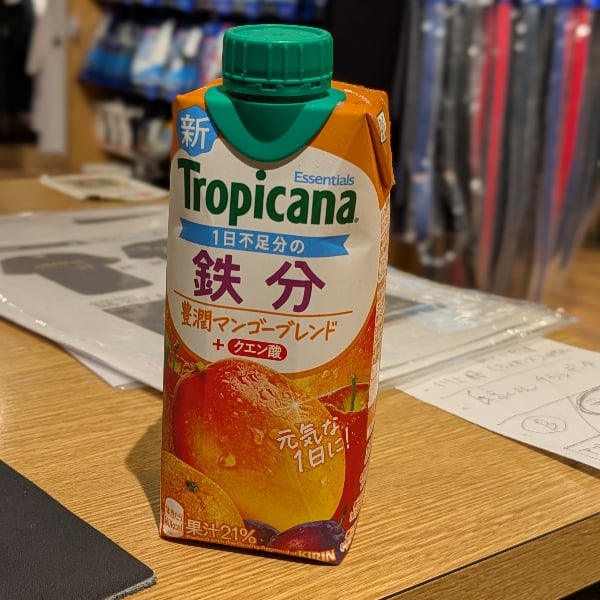 新
Essentials
Tropicana
1日不足分の
鉄分
豊潤マンゴーブレンド
+クエン酸
元気な
1日に!
果汁21%
KIRIN
B